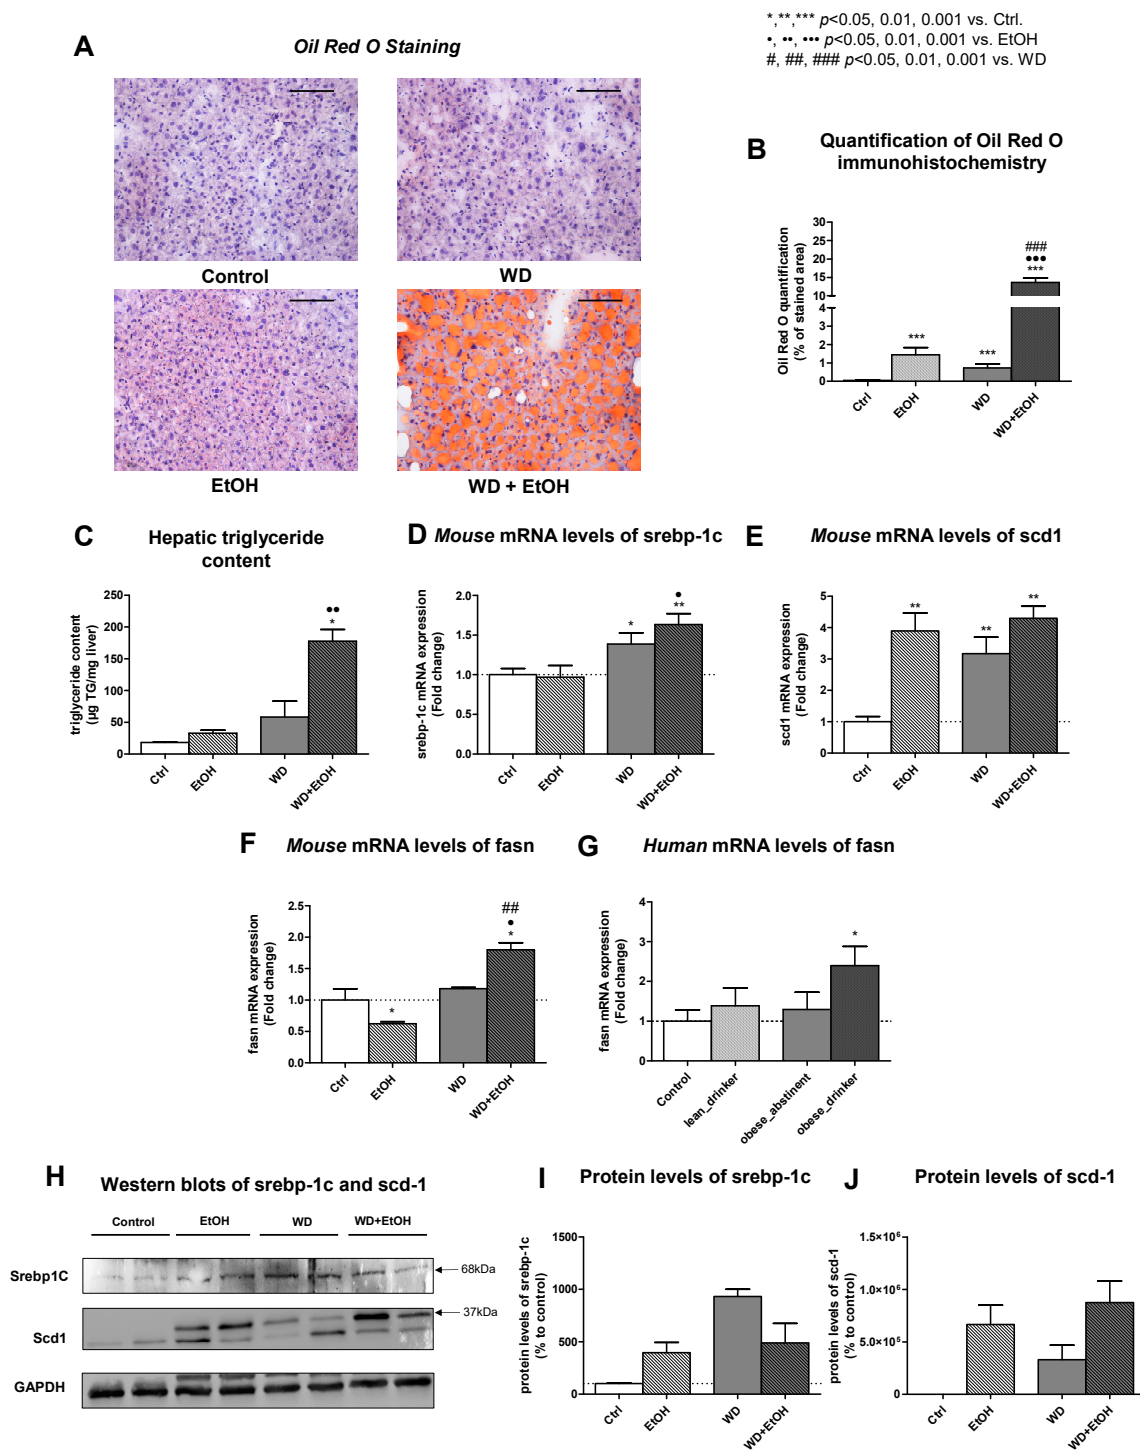 *,**,*** p<0.05, 0.01, 0.001 vs. Ctrl.
•, ••, ••• p<0.05, 0.01, 0.001 vs. EtOH
#, ##, ### p<0.05, 0.01, 0.001 vs. WD
A
Oil Red O Staining
Control
WD
EtOH
WD + EtOH
B
Quantification of Oil Red O
immunohistochemistry
Oil Red O quantification
(% of stained area)
30
25
20
15
10
4
3
2
1
0
***
***
###
•••
***
Ctrl
EtOH
WD
WD+EtOH
C
Hepatic triglyceride
content
triglyceride content
(µg TG/mg liver)
250
200
150
100
50
0
••
*
Ctrl
EtOH
WD
WD+EtOH
D
Mouse mRNA levels of srebp-1c
srebp-1c mRNA expression
(Fold change)
2.0
1.5
1.0
0.5
0.0
*
•
**
Ctrl
EtOH
WD
WD+EtOH
E
Mouse mRNA levels of scd1
scd1 mRNA expression
(Fold change)
5
4
3
2
1
0
**
**
**
Ctrl
EtOH
WD
WD+EtOH
F
Mouse mRNA levels of fasn
fasn mRNA expression
(Fold change)
2.5
2.0
1.5
1.0
0.5
0.0
*
##
•
*
Ctrl
EtOH
WD
WD+EtOH
G
Human mRNA levels of fasn
fasn mRNA expression
(Fold change)
4
3
2
1
0
*
Control
lean_drinker
obese_abstinent
obese_drinker
H
Western blots of srebp-1c and scd-1
Control
EtOH
WD
WD+EtOH
Srebp1C
68kDa
Scd1
37kDa
GAPDH
I
Protein levels of srebp-1c
protein levels of srebp-1c
(% to control)
1500
1000
500
0
Ctrl
EtOH
WD
WD+EtOH
J
Protein levels of scd-1
protein levels of scd-1
(% to control)
1.5×10⁶
1.0×10⁶
5.0×10⁵
0
Ctrl
EtOH
WD
WD+EtOH